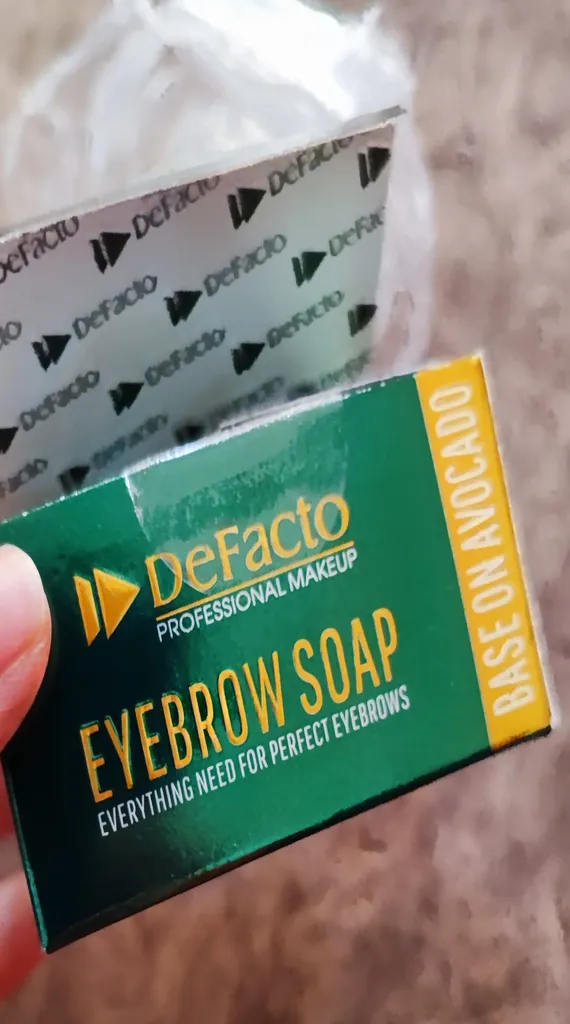 DeFacto
DeFacto
DeFacto
DeFacto
DeFacto
DeFacto
DeFacto
DeFacto
DeFacto
DeFacto
PROFESSIONAL MAKEUP
EYEBROW SOAP
EVERYTHING NEED FOR PERFECT EYEBROWS
BASE ON AVOCADO